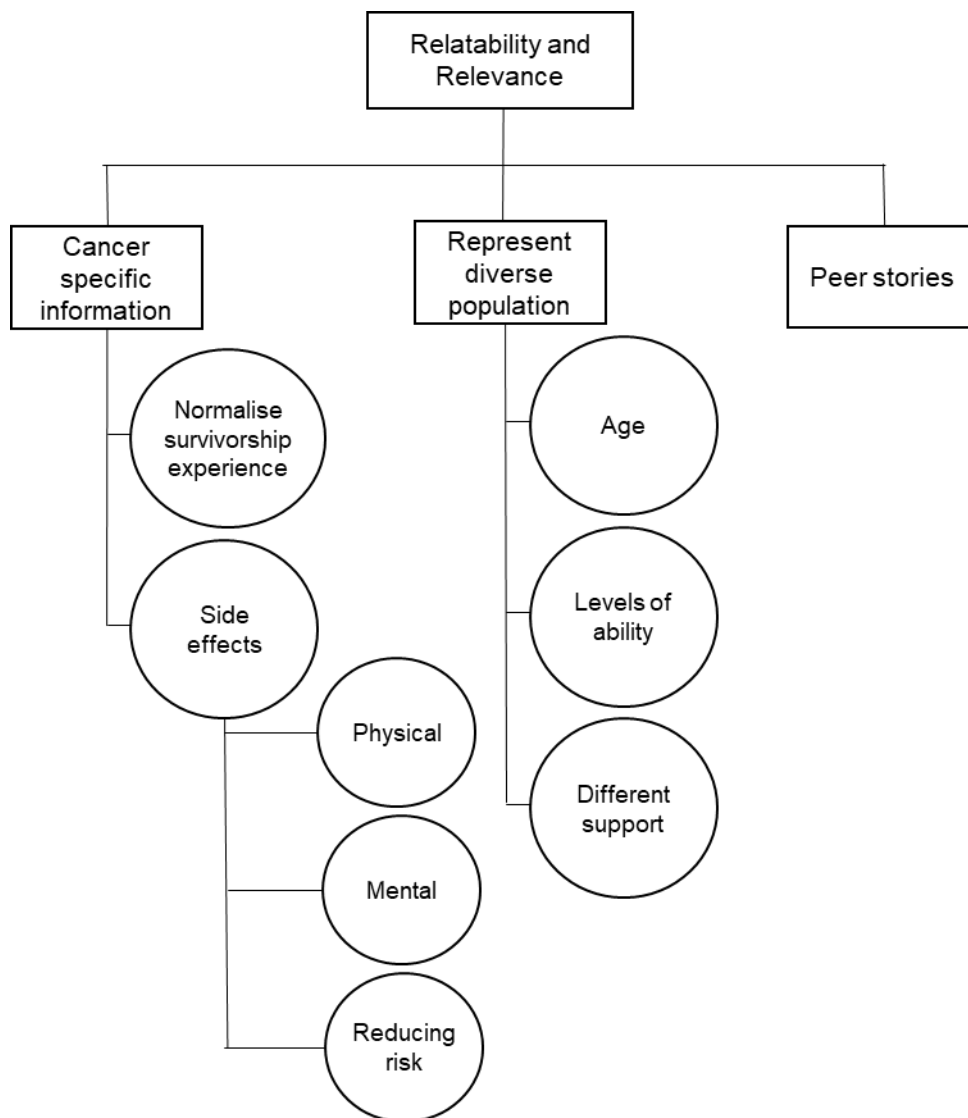 Relatability and
Relevance
Cancer
specific
information
Represent
diverse
population
Peer stories
Normalise
survivorship
experience
Side
effects
Physical
Mental
Reducing
risk
Age
Levels of
ability
Different
support